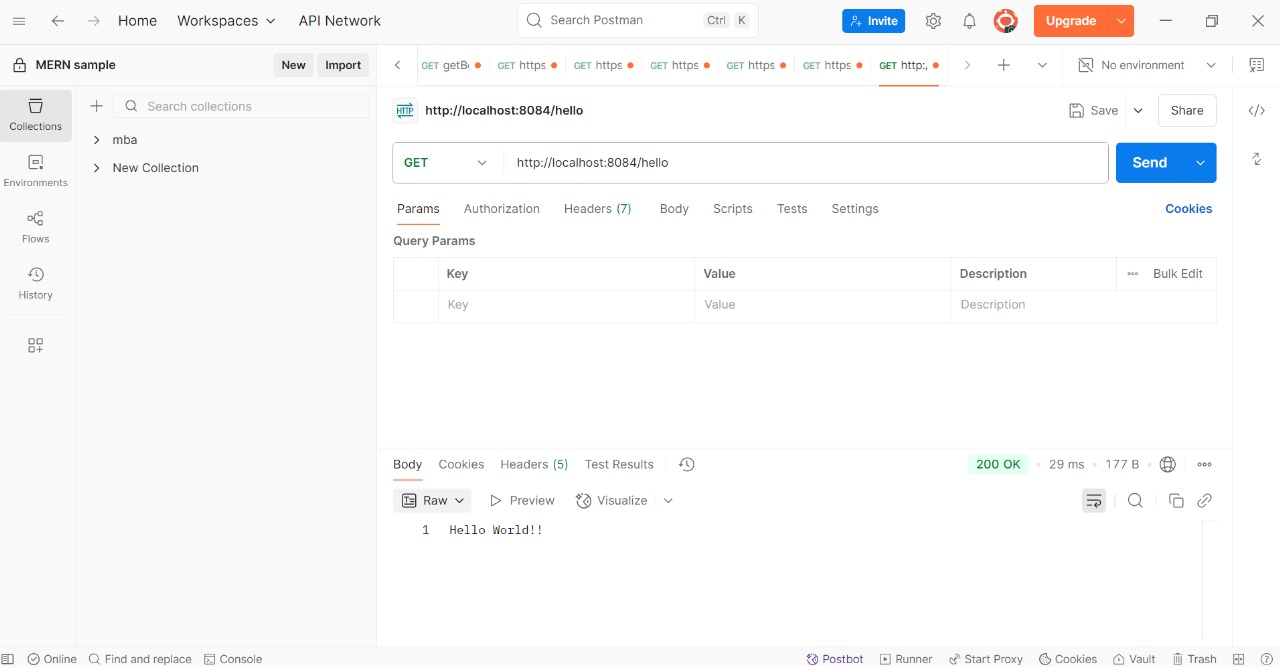 Home Workspaces API Network Search Postman Ctrl K Invite Upgrade
MERN sample New Import
GET getB GET https GET https GET https GET https GET https GET http:/ No environment
Collections
Search collections
mba
New Collection
Environments
Flows
History
HTTP http://localhost:8084/hello Save Share
GET http://localhost:8084/hello Send
Params Authorization Headers (7) Body Scripts Tests Settings Cookies
Query Params
Key Value Description Bulk Edit
Key Value Description
Body Cookies Headers (5) Test Results 200 OK 29 ms 177 B
Raw Preview Visualize
1 Hello World!!
Online Find and replace Console Postbot Runner Start Proxy Cookies Vault Trash